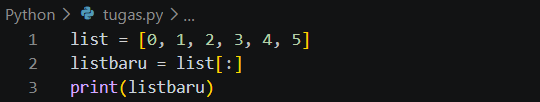 Python > tugas.py > ...
1 list = [0, 1, 2, 3, 4, 5]
2 listbaru = list[:]
3 print(listbaru)